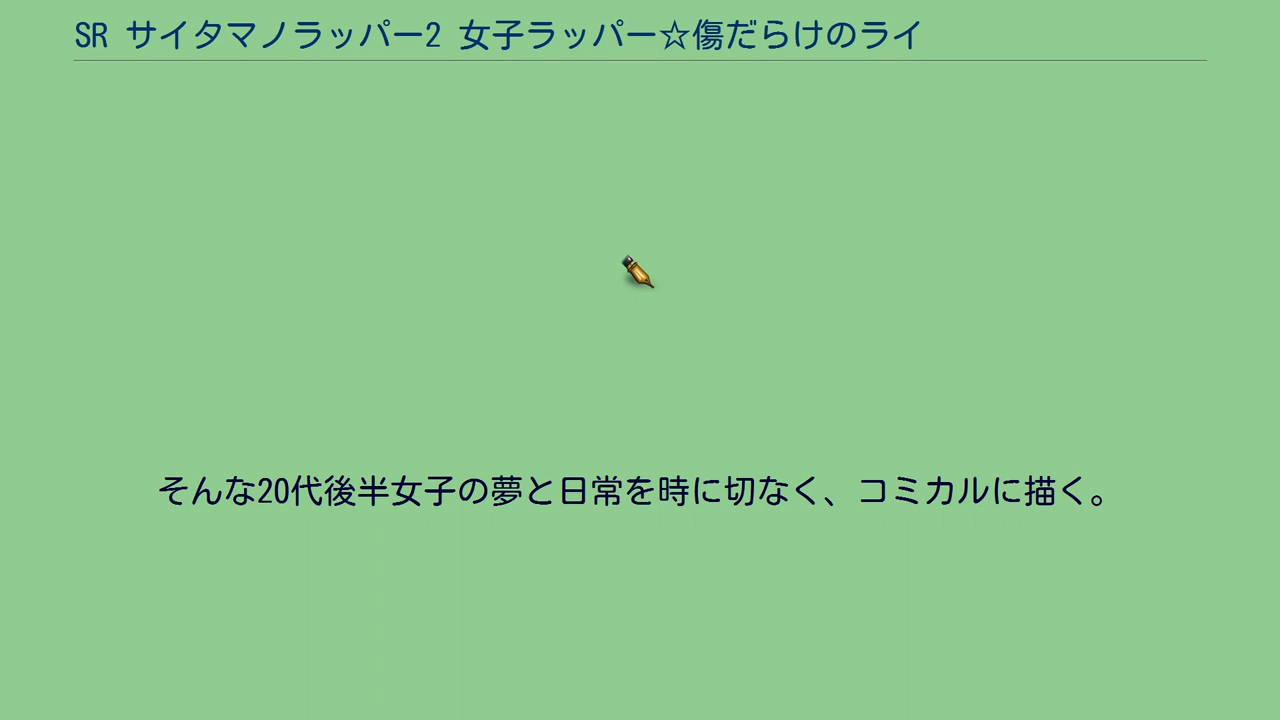 SR サイタマノラッパー2 女子ラッパー☆傷だらけのライ
そんな20代後半女子の夢と日常を時に切なく、コミカルに描く。